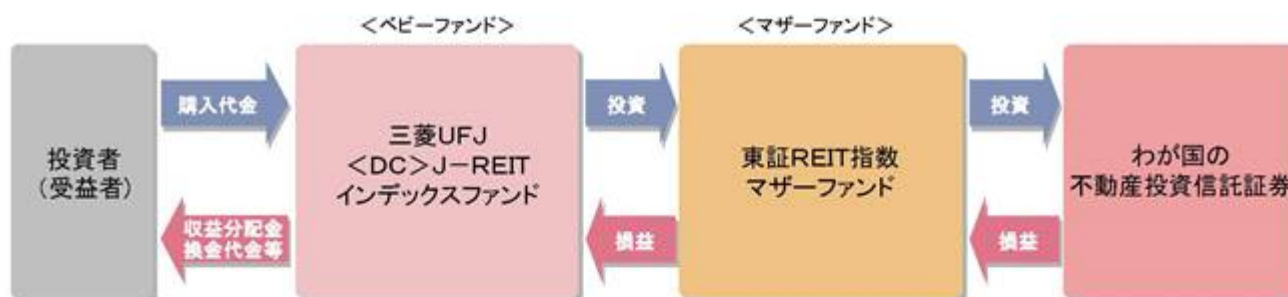 <ベビーファンド>
<マザーファンド>
投資者
(受益者)
購入代金
収益分配金
換金代金等
三菱UFJ
<DC>J-REIT
インデックスファンド
投資
損益
東証REIT指数
マザーファンド
投資
損益
わが国の
不動産投資信託証券